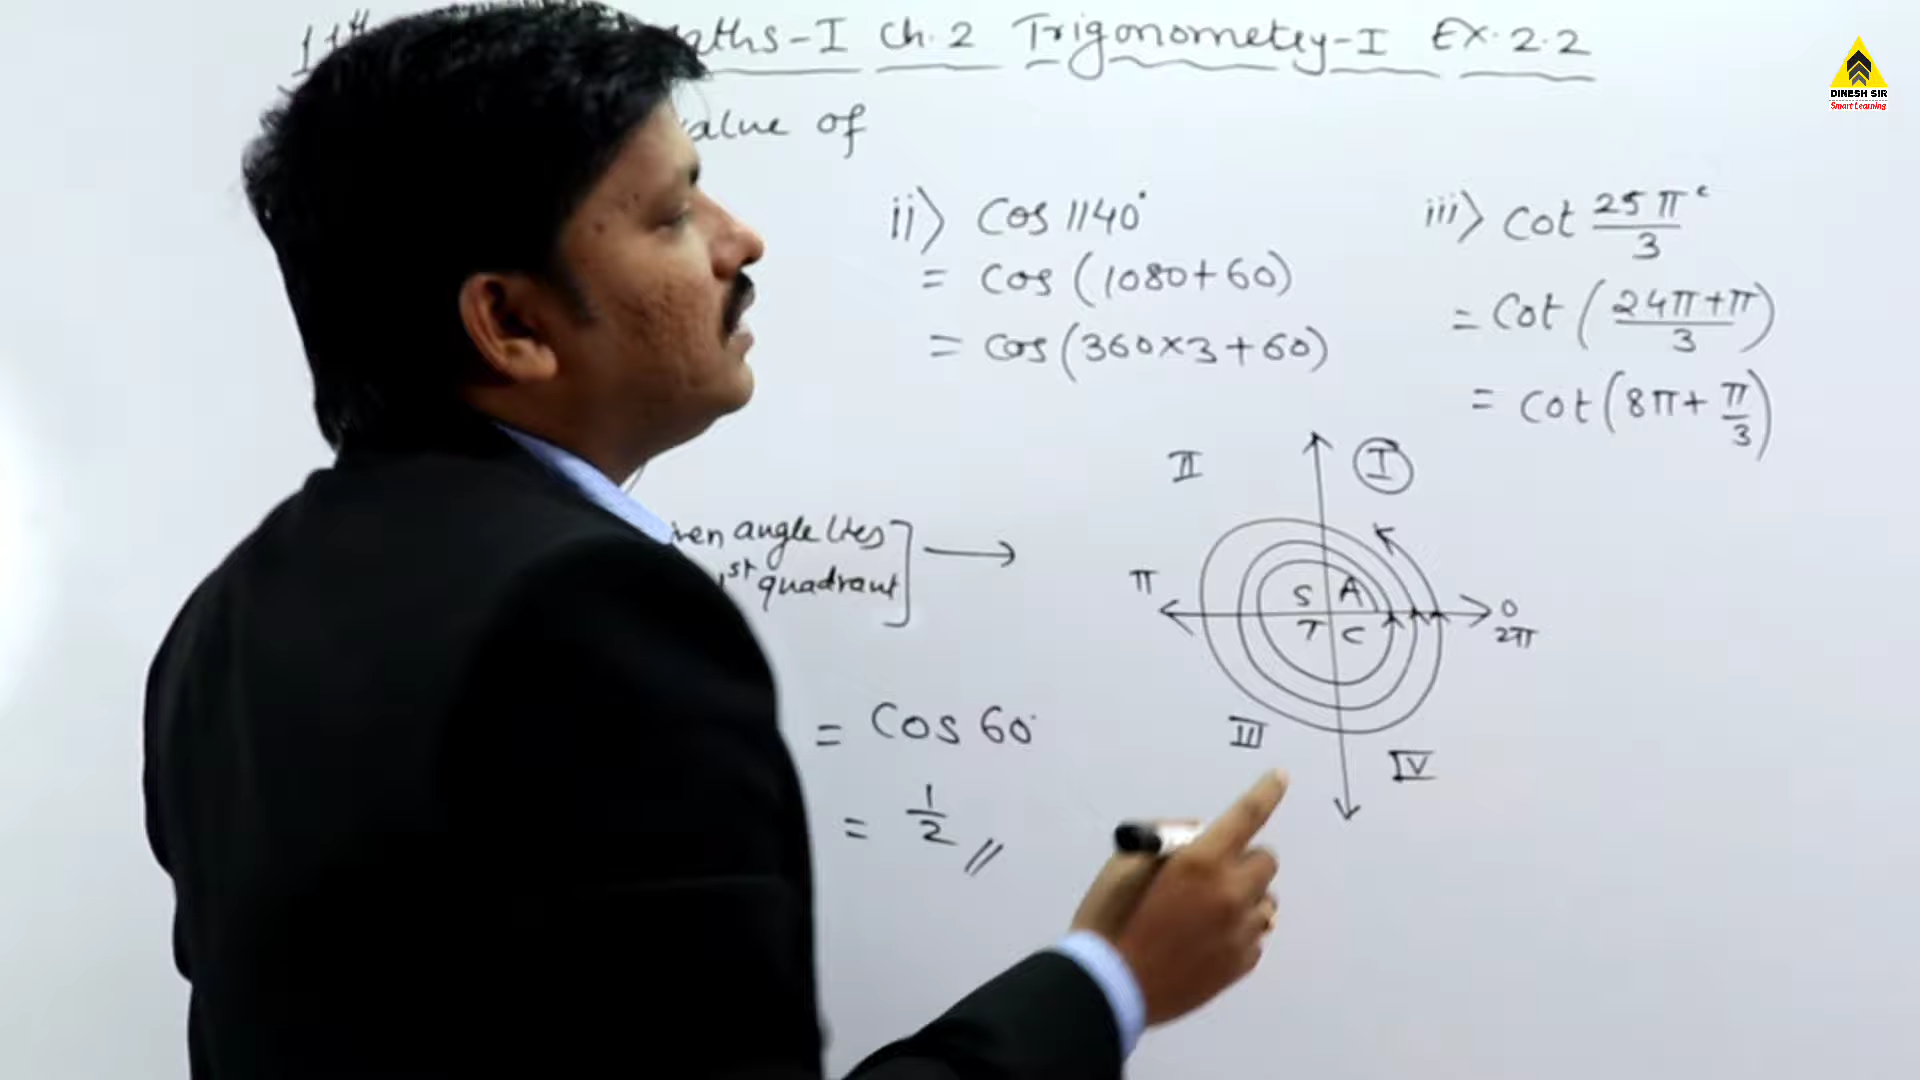 11th Maths-I Ch.2 Trigonometry-I Ex.2.2
value of
ii) Cos 1140°
= cos (1080+60)
= cos (360×3+60)
iii) cot 25π^c/3
= cot (24π+π/3)
= cot (8π+π/3)
angle lies
1st quadrant
= Cos 60°
= 1/2 //
II
I
π
S A
T C
0
2π
III
IV
DINESH SIR
Smart Learning